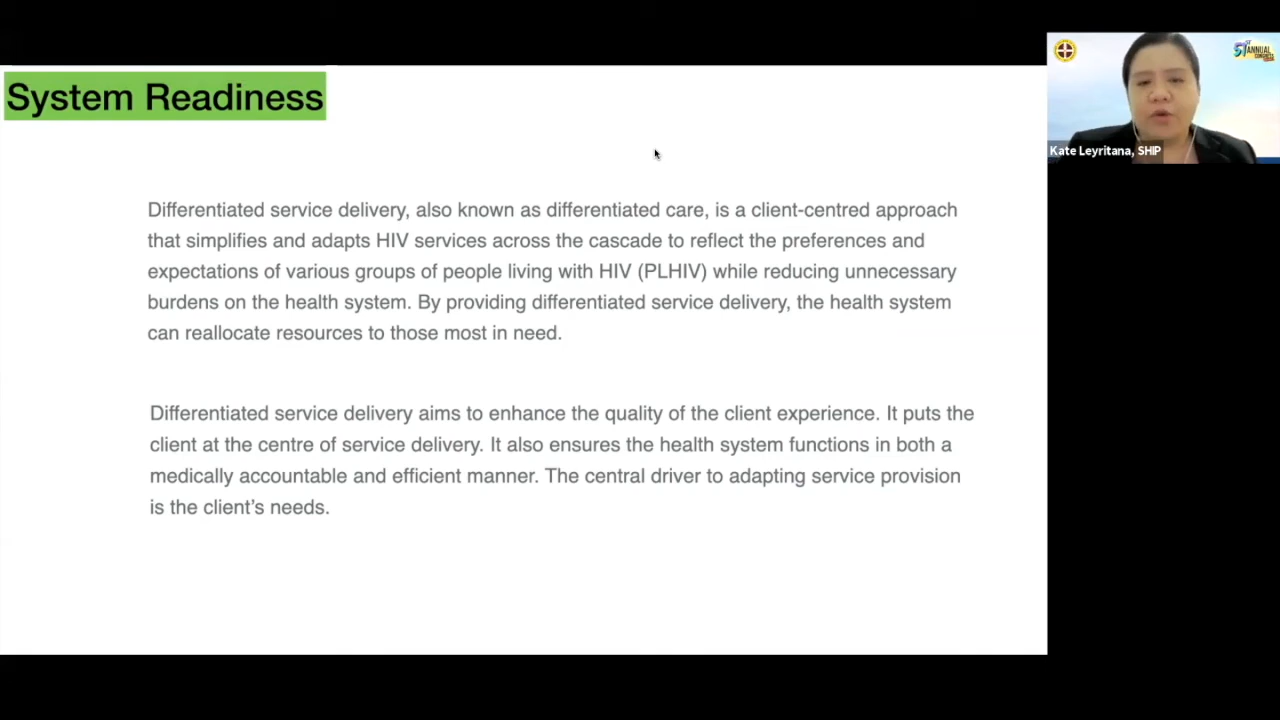 System Readiness
Differentiated service delivery, also known as differentiated care, is a client-centred approach
that simplifies and adapts HIV services across the cascade to reflect the preferences and
expectations of various groups of people living with HIV (PLHIV) while reducing unnecessary
burdens on the health system. By providing differentiated service delivery, the health system
can reallocate resources to those most in need.
Differentiated service delivery aims to enhance the quality of the client experience. It puts the
client at the centre of service delivery. It also ensures the health system functions in both a
medically accountable and efficient manner. The central driver to adapting service provision
is the client’s needs.
51ST ANNUAL
Kate Leyritana, SHIP